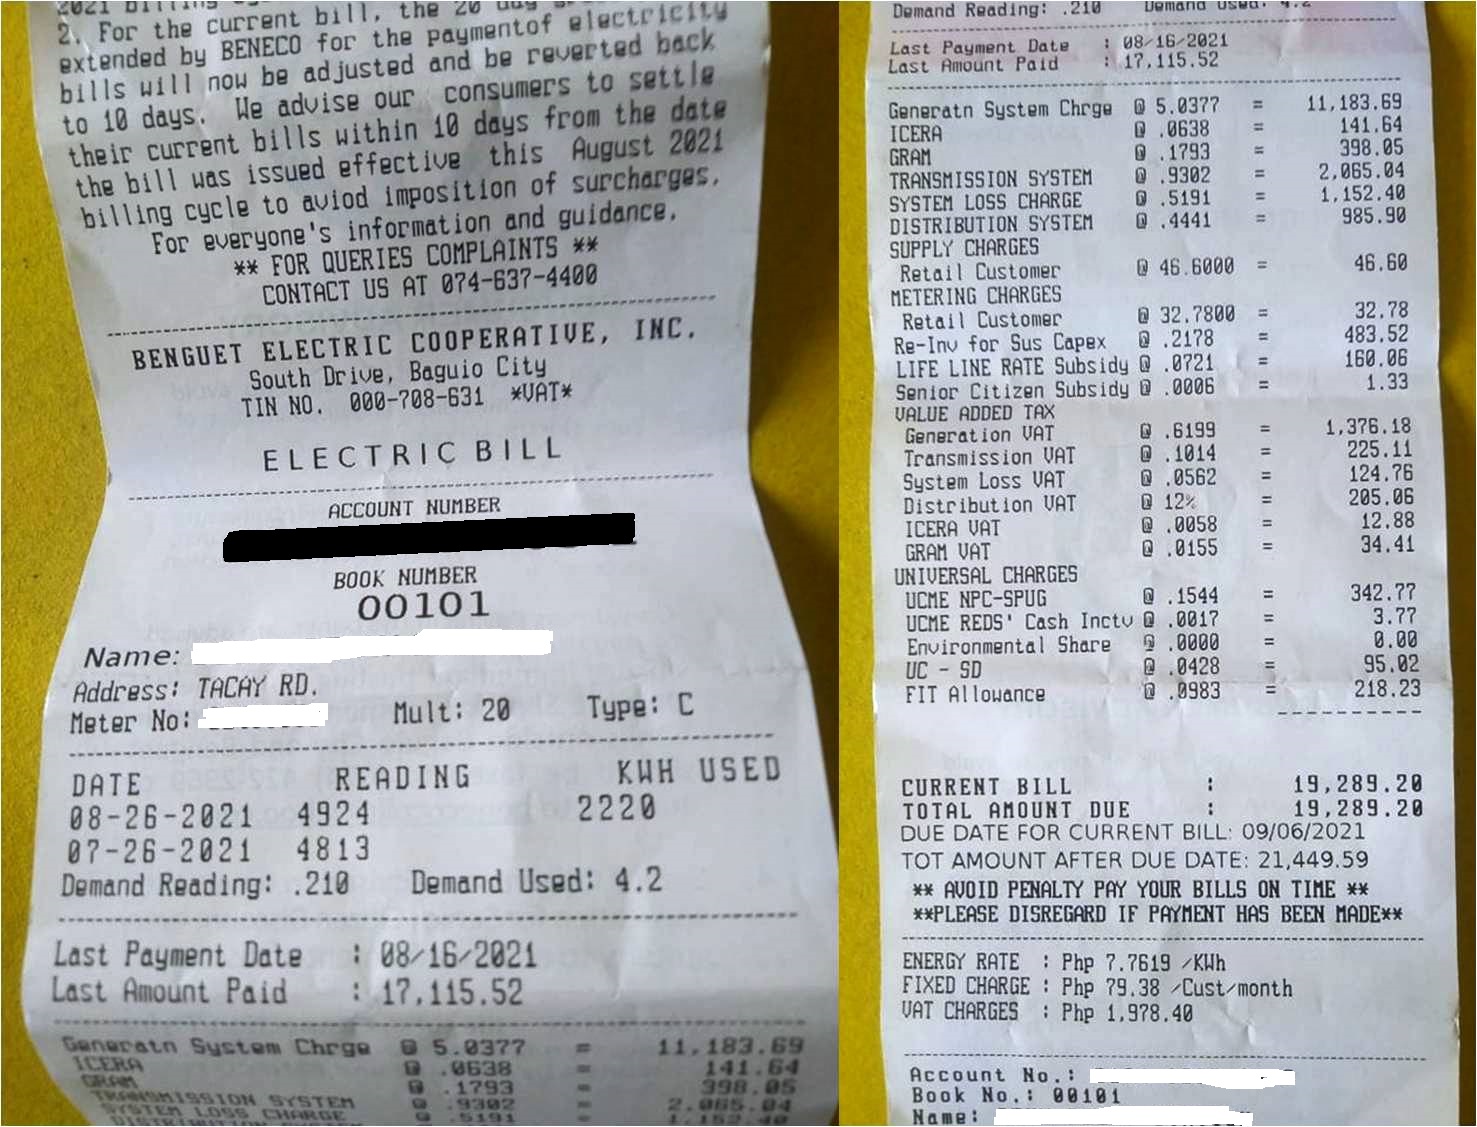 2021
2. For the current bill, the 20 day
extended by BENECO for the paymentof electricity
bills will now be adjusted and be reverted back
to 10 days. We advise our consumers to settle
their current bills within 10 days from the date
the bill was issued effective this August 2021
billing cycle to aviod imposition of surcharges.
For everyone's information and guidance.
** FOR QUERIES COMPLAINTS **
CONTACT US AT 074-637-4400
BENGUET ELECTRIC COOPERATIVE, INC.
South Drive, Baguio City
TIN NO. 000-708-631 *VAT*
ELECTRIC BILL
ACCOUNT NUMBER
BOOK NUMBER
00101
Name:
Address: TACAY RD.
Meter No: Mult: 20 Type: C
DATE READING KWH USED
08-26-2021 4924 2220
07-26-2021 4813
Demand Reading: .210 Demand Used: 4.2
Last Payment Date : 08/16/2021
Last Amount Paid : 17,115.52
Generatn System Chrge @ 5.0377 = 11,183.69
ICERA @ .0638 = 141.64
GRAM @ .1793 = 398.05
TRANSMISSION SYSTEM @ .9302 = 2,065.04
SYSTEM LOSS CHARGE @ .5191 = 1,152.40
DISTRIBUTION SYSTEM
Demand Reading: .210 Demand Used: 4.2
Last Payment Date : 08/16/2021
Last Amount Paid : 17,115.52
Generatn System Chrge @ 5.0377 = 11,183.69
ICERA @ .0638 = 141.64
GRAM @ .1793 = 398.05
TRANSMISSION SYSTEM @ .9302 = 2,065.04
SYSTEM LOSS CHARGE @ .5191 = 1,152.40
DISTRIBUTION SYSTEM @ .4441 = 985.90
SUPPLY CHARGES
Retail Customer @ 46.6000 = 46.60
METERING CHARGES
Retail Customer @ 32.7800 = 32.78
Re-Inv for Sus Capex @ .2178 = 483.52
LIFE LINE RATE Subsidy @ .0721 = 160.06
Senior Citizen Subsidy @ .0006 = 1.33
VALUE ADDED TAX
Generation VAT @ .6199 = 1,376.18
Transmission VAT @ .1014 = 225.11
System Loss VAT @ .0562 = 124.76
Distribution VAT @ 12% = 205.06
ICERA VAT @ .0058 = 12.88
GRAM VAT @ .0155 = 34.41
UNIVERSAL CHARGES
UCME NPC-SPUG @ .1544 = 342.77
UCME REDS' Cash Inctv @ .0017 = 3.77
Environmental Share @ .0000 = 0.00
UC - SD @ .0428 = 95.02
FIT Allowance @ .0983 = 218.23
CURRENT BILL : 19,289.20
TOTAL AMOUNT DUE : 19,289.20
DUE DATE FOR CURRENT BILL: 09/06/2021
TOT AMOUNT AFTER DUE DATE: 21,449.59
** AVOID PENALTY PAY YOUR BILLS ON TIME **
**PLEASE DISREGARD IF PAYMENT HAS BEEN MADE**
ENERGY RATE : Php 7.7619 /KWh
FIXED CHARGE : Php 79.38 /Cust/month
VAT CHARGES : Php 1,978.40
Account No.:
Book No.: 00101
Name: